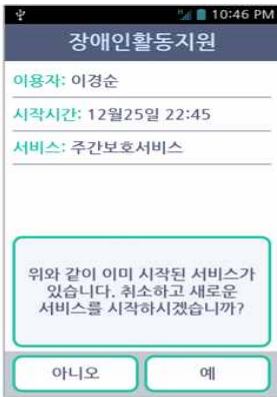 10:46 PM
장애인활동지원
이용자: 이경순
시작시간: 12월25일 22:45
서비스: 주간보호서비스
위와 같이 이미 시작된 서비스가
있습니다. 취소하고 새로운
서비스를 시작하시겠습니까?
아니오 예